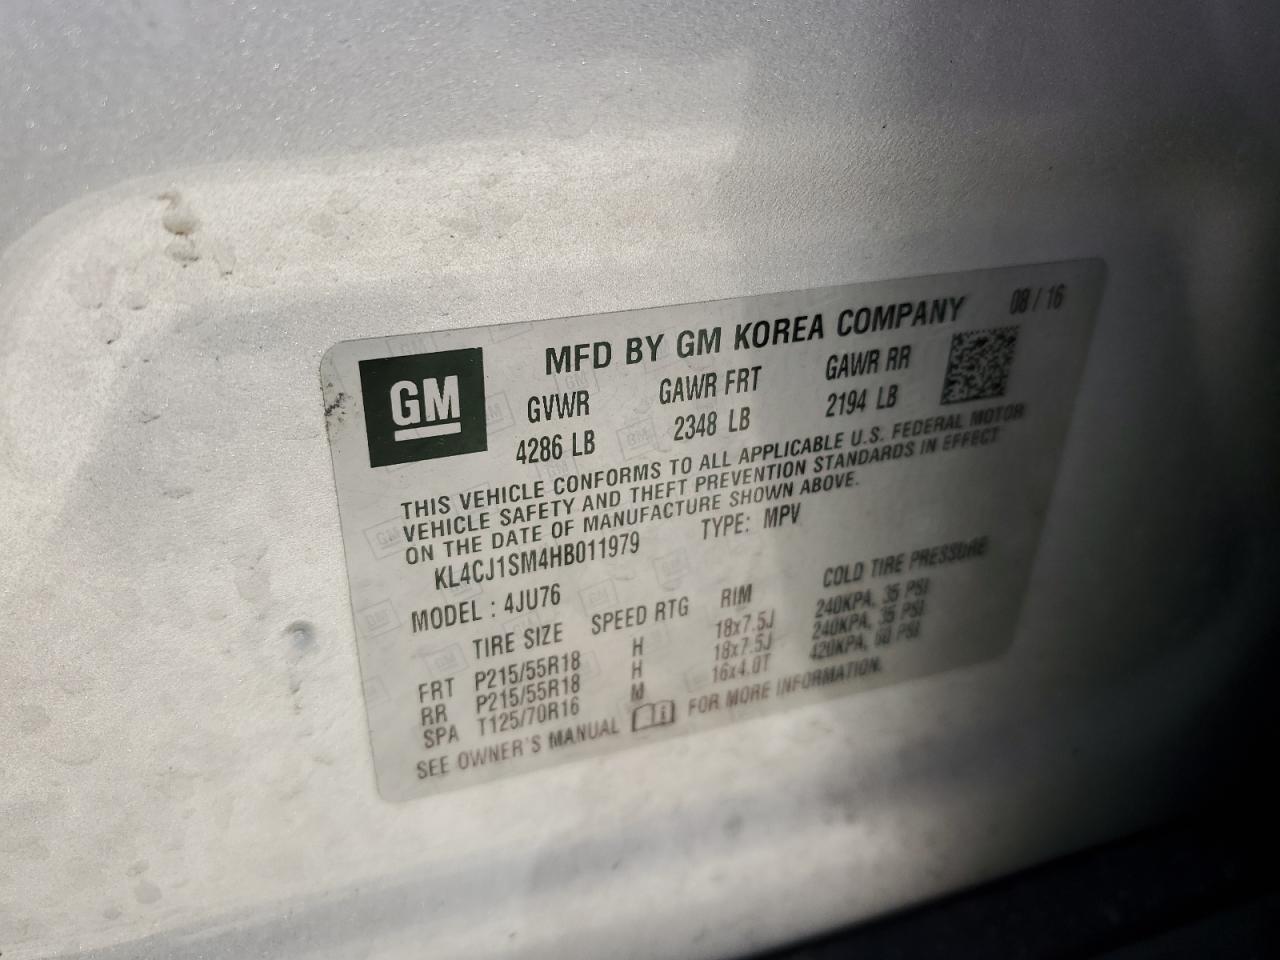 MFD BY GM KOREA COMPANY 08 / 16
GM
GVWR GAWR FRT GAWR RR
4286 LB 2348 LB 2194 LB
THIS VEHICLE CONFORMS TO ALL APPLICABLE U.S. FEDERAL MOTOR
VEHICLE SAFETY AND THEFT PREVENTION STANDARDS IN EFFECT
ON THE DATE OF MANUFACTURE SHOWN ABOVE.
KL4CJ1SM4HB011979 TYPE: MPV
MODEL : 4JU76
TIRE SIZE SPEED RTG RIM COLD TIRE PRESSURE
FRT P215/55R18 H 18x7.5J 240KPA, 35 PSI
RR P215/55R18 H 18x7.5J 240KPA, 35 PSI
SPA T125/70R16 M 16x4.0T 420KPA, 60 PSI
SEE OWNER'S MANUAL FOR MORE INFORMATION.